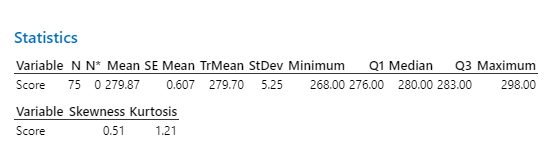 Statistics
Variable N N* Mean SE Mean TrMean StDev Minimum Q1 Median Q3 Maximum
Score 75 0 279.87 0.607 279.70 5.25 268.00 276.00 280.00 283.00 298.00
Variable Skewness Kurtosis
Score 0.51 1.21